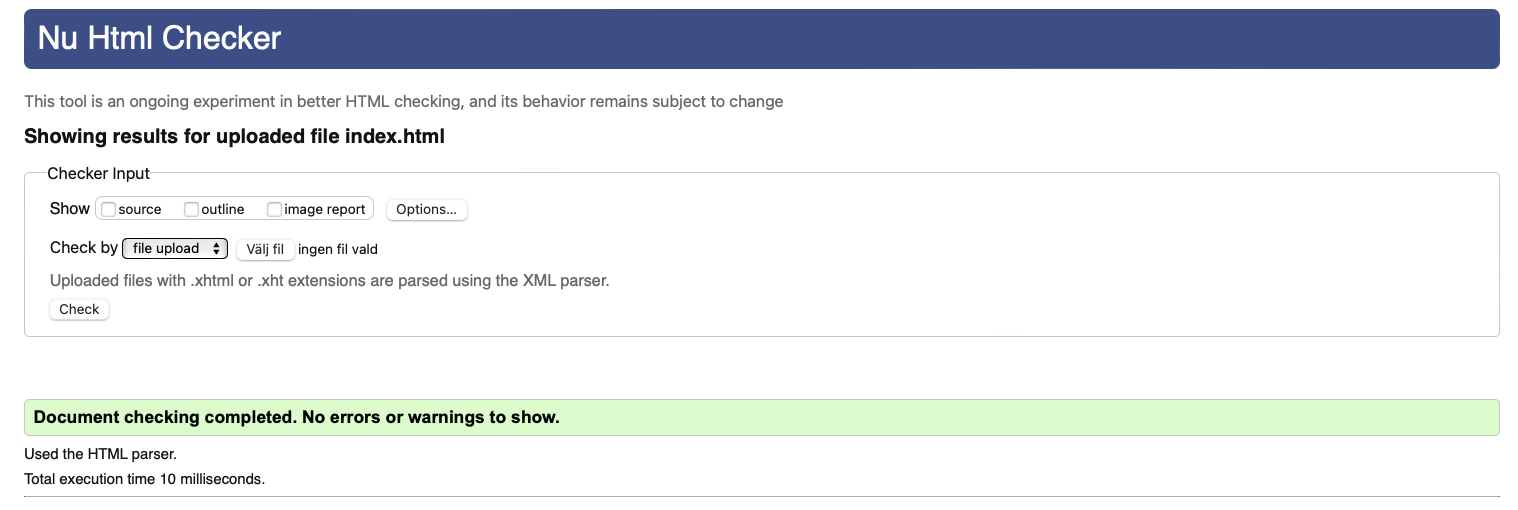 Nu Html Checker
This tool is an ongoing experiment in better HTML checking, and its behavior remains subject to change
Showing results for uploaded file index.html
Checker Input
Show source outline image report Options...
Check by file upload Välj fil ingen fil vald
Uploaded files with .xhtml or .xht extensions are parsed using the XML parser.
Check
Document checking completed. No errors or warnings to show.
Used the HTML parser.
Total execution time 10 milliseconds.